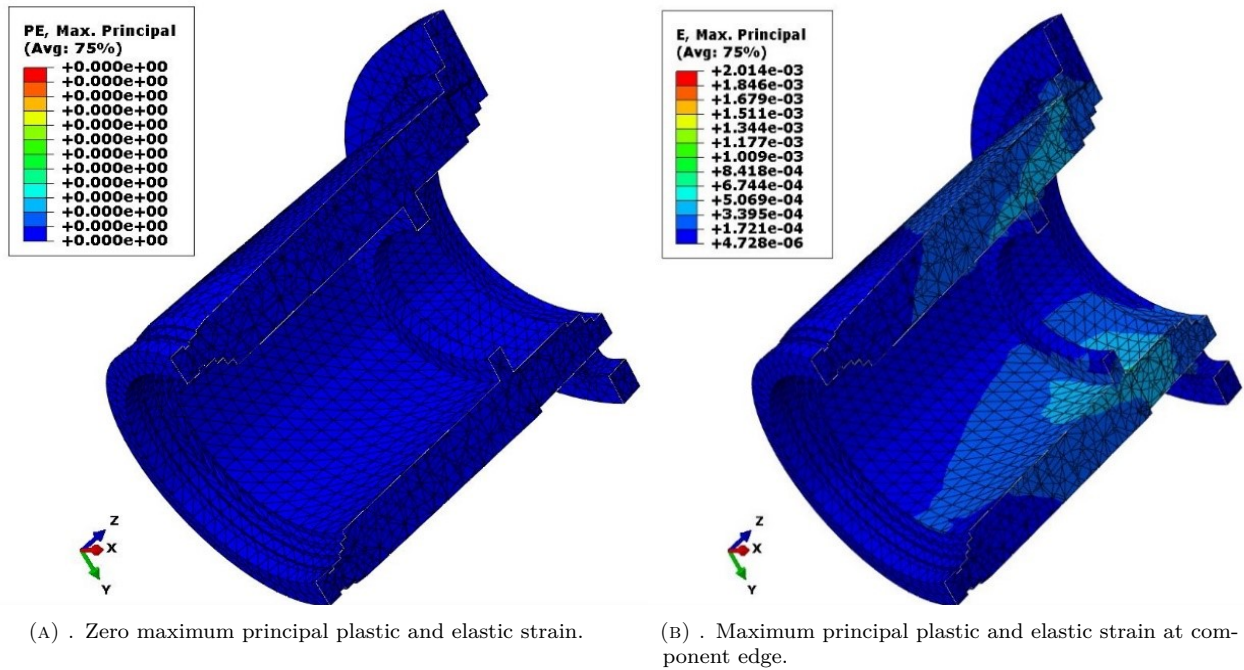 PE, Max. Principal
(Avg: 75%)
+0.000e+00
+0.000e+00
+0.000e+00
+0.000e+00
+0.000e+00
+0.000e+00
+0.000e+00
+0.000e+00
+0.000e+00
+0.000e+00
+0.000e+00
+0.000e+00
+0.000e+00
Z
X
Y
E, Max. Principal
(Avg: 75%)
+2.014e-03
+1.846e-03
+1.679e-03
+1.511e-03
+1.344e-03
+1.177e-03
+1.009e-03
+8.418e-04
+6.744e-04
+5.069e-04
+3.395e-04
+1.721e-04
+4.728e-06
Z
X
Y
(A) . Zero maximum principal plastic and elastic strain.
(B) . Maximum principal plastic and elastic strain at com-
ponent edge.